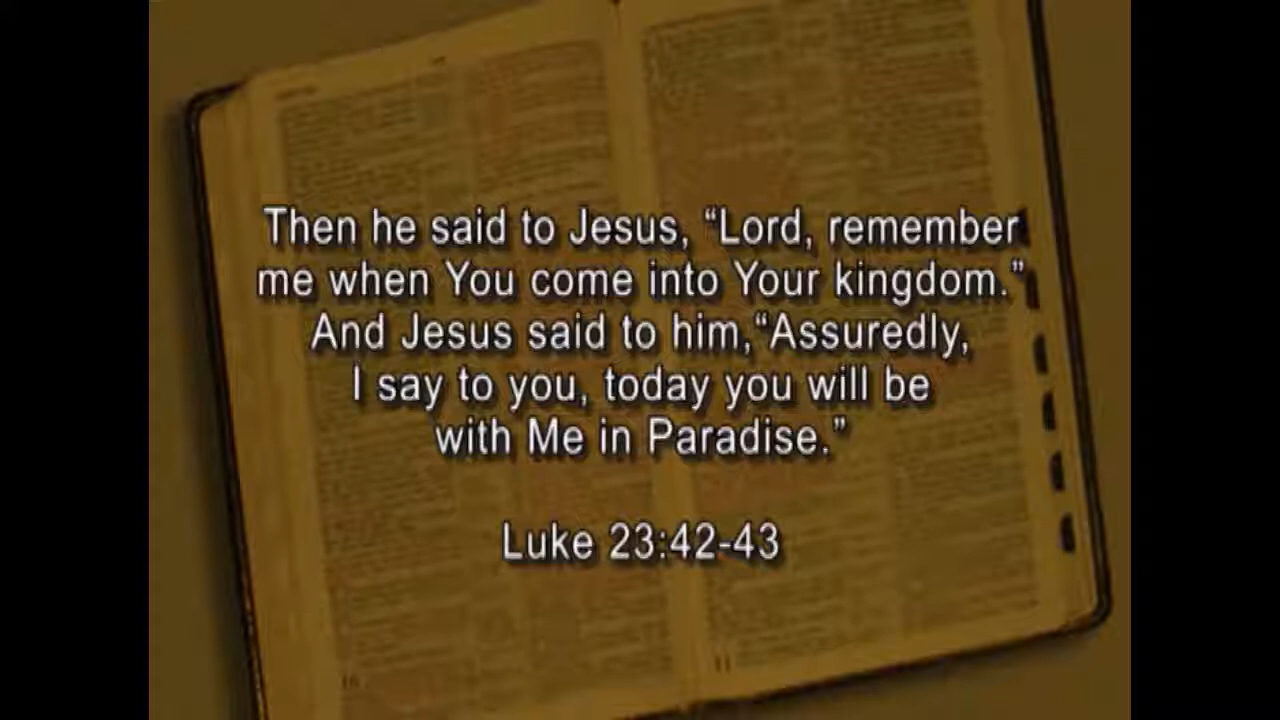 Then he said to Jesus, “Lord, remember
me when You come into Your kingdom.”
And Jesus said to him,“Assuredly,
I say to you, today you will be
with Me in Paradise.”
Luke 23:42-43